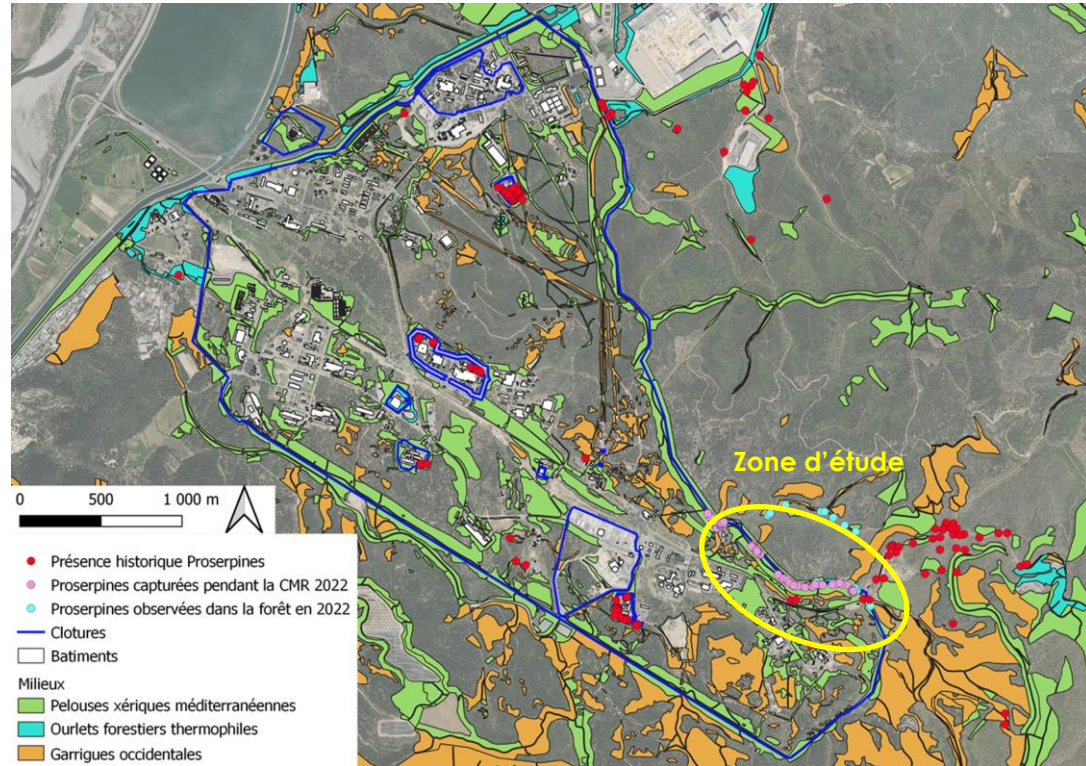 Zone d'étude
0 500 1 000 m
Présence historique Proserpines
Proserpines capturées pendant la CMR 2022
Proserpines observées dans la forêt en 2022
Clotures
Batiments
Milieux
Pelouses xériques méditerranéennes
Ourlets forestiers thermophiles
Garrigues occidentales